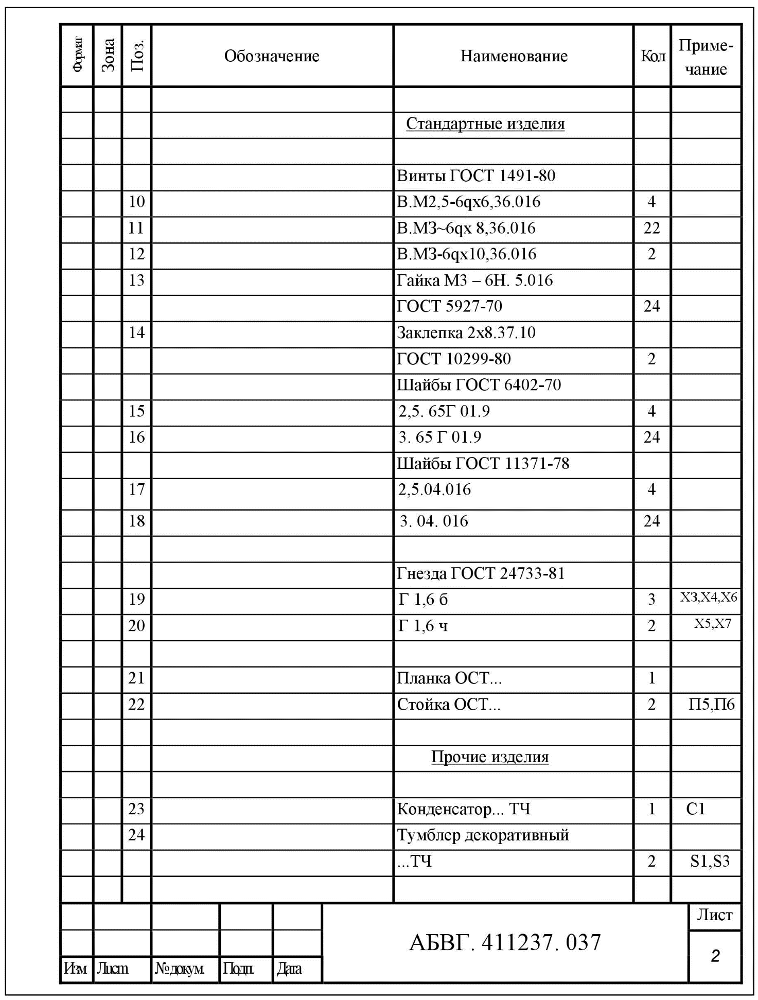 Формат Зона Поз. Обозначение Наименование Кол Приме-
чание
Стандартные изделия
Винты ГОСТ 1491-80
10 В.М2,5-6qх6,36.016 4
11 В.МЗ~6qх 8,36.016 22
12 В.МЗ-6qх10,36.016 2
13 Гайка М3 – 6Н. 5.016
ГОСТ 5927-70 24
14 Заклепка 2х8.37.10
ГОСТ 10299-80 2
Шайбы ГОСТ 6402-70
15 2,5. 65Г 01.9 4
16 3. 65 Г 01.9 24
Шайбы ГОСТ 11371-78
17 2,5.04.016 4
18 3. 04. 016 24
Гнезда ГОСТ 24733-81
19 Г 1,6 б 3 ХЗ,Х4,Х6
20 Г 1,6 ч 2 Х5,Х7
21 Планка ОСТ... 1
22 Стойка ОСТ... 2 П5,П6
Прочие изделия
23 Конденсатор... ТЧ 1 С1
24 Тумблер декоративный
...ТЧ 2 S1,S3
АБВГ. 411237. 037
Лист
2
Изм Лист № докум. Подп. Дата